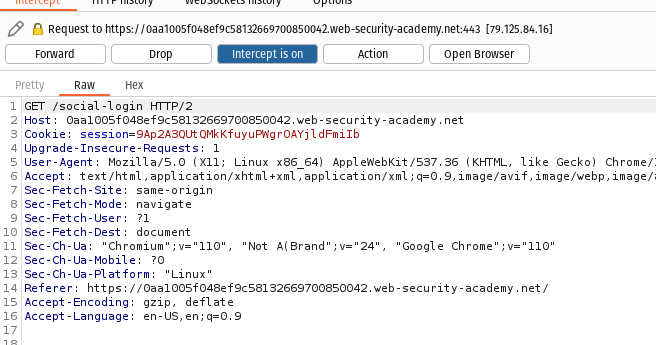 Intercept HTTP history WebSockets history Options
Request to https://0aa1005f048ef9c58132669700850042.web-security-academy.net:443 [79.125.84.16]
Forward Drop Intercept is on Action Open Browser
Pretty Raw Hex
1 GET /social-login HTTP/2
2 Host: 0aa1005f048ef9c58132669700850042.web-security-academy.net
3 Cookie: session=9Ap2A3QUtQMkKfuyuPWgrOAYjldFmiIb
4 Upgrade-Insecure-Requests: 1
5 User-Agent: Mozilla/5.0 (X11; Linux x86_64) AppleWebKit/537.36 (KHTML, like Gecko) Chrome/
6 Accept: text/html,application/xhtml+xml,application/xml;q=0.9,image/avif,image/webp,image/
7 Sec-Fetch-Site: same-origin
8 Sec-Fetch-Mode: navigate
9 Sec-Fetch-User: ?1
10 Sec-Fetch-Dest: document
11 Sec-Ch-Ua: "Chromium";v="110", "Not A(Brand";v="24", "Google Chrome";v="110"
12 Sec-Ch-Ua-Mobile: ?0
13 Sec-Ch-Ua-Platform: "Linux"
14 Referer: https://0aa1005f048ef9c58132669700850042.web-security-academy.net/
15 Accept-Encoding: gzip, deflate
16 Accept-Language: en-US,en;q=0.9
17
18